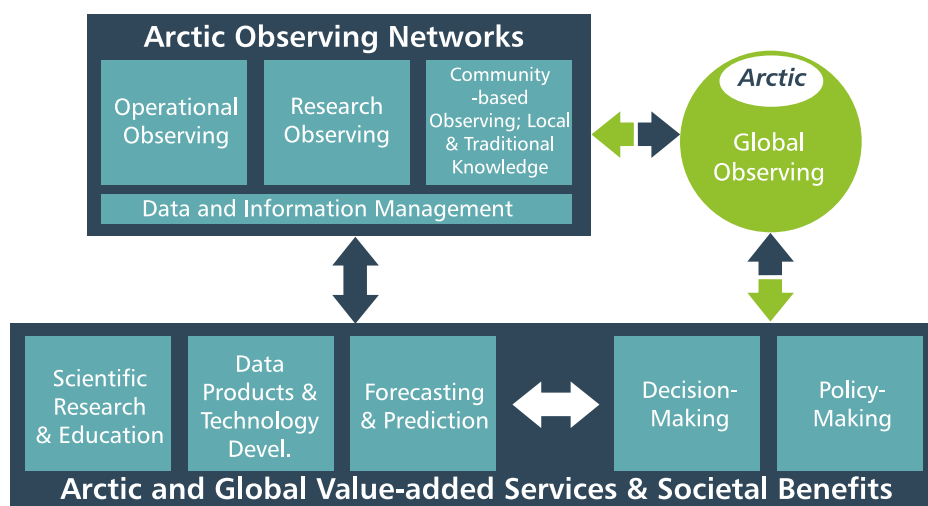 Arctic Observing Networks
Operational
Observing
Research
Observing
Community
-based
Observing; Local
& Traditional
Knowledge
Data and Information Management
Arctic
Global
Observing
Scientific
Research
& Education
Data
Products &
Technology
Devel.
Forecasting
& Prediction
Decision-
Making
Policy-
Making
Arctic and Global Value-added Services & Societal Benefits